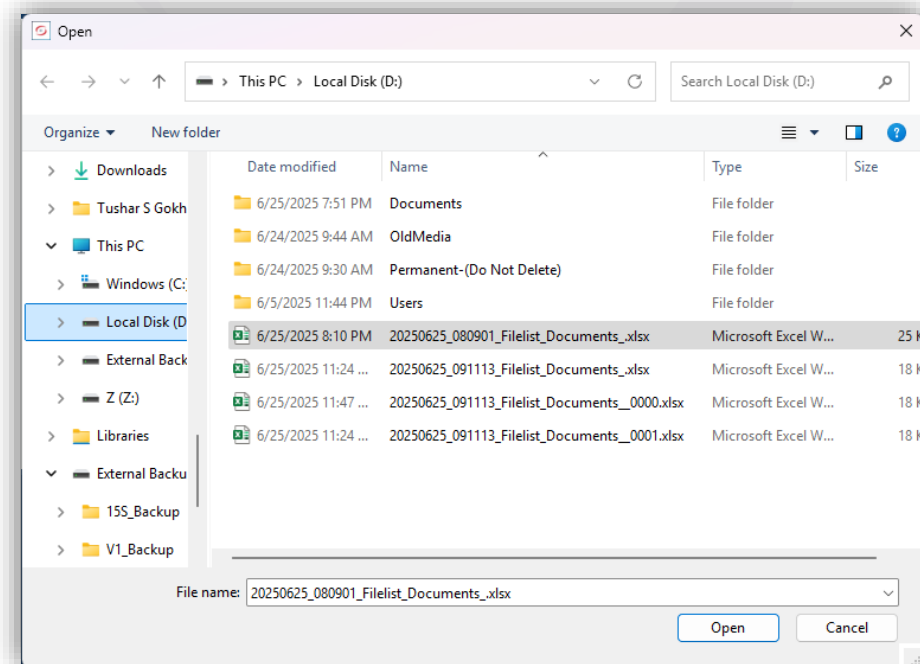 Open
This PC > Local Disk (D:)
Search Local Disk (D:)
Organize
New folder
Downloads
Tushar S Gokh
This PC
Windows (C:
Local Disk (D
External Back
Z (Z:)
Libraries
External Backu
15S_Backup
V1_Backup
Date modified Name Type Size
6/25/2025 7:51 PM Documents File folder
6/24/2025 9:44 AM OldMedia File folder
6/24/2025 9:30 AM Permanent-(Do Not Delete) File folder
6/5/2025 11:44 PM Users File folder
6/25/2025 8:10 PM 20250625_080901_Filelist_Documents_.xlsx Microsoft Excel W... 25 K
6/25/2025 11:24 ... 20250625_091113_Filelist_Documents_.xlsx Microsoft Excel W... 18 K
6/25/2025 11:47 ... 20250625_091113_Filelist_Documents__0000.xlsx Microsoft Excel W... 18 K
6/25/2025 11:24 ... 20250625_091113_Filelist_Documents__0001.xlsx Microsoft Excel W... 18 K
File name: 20250625_080901_Filelist_Documents_.xlsx
Open
Cancel